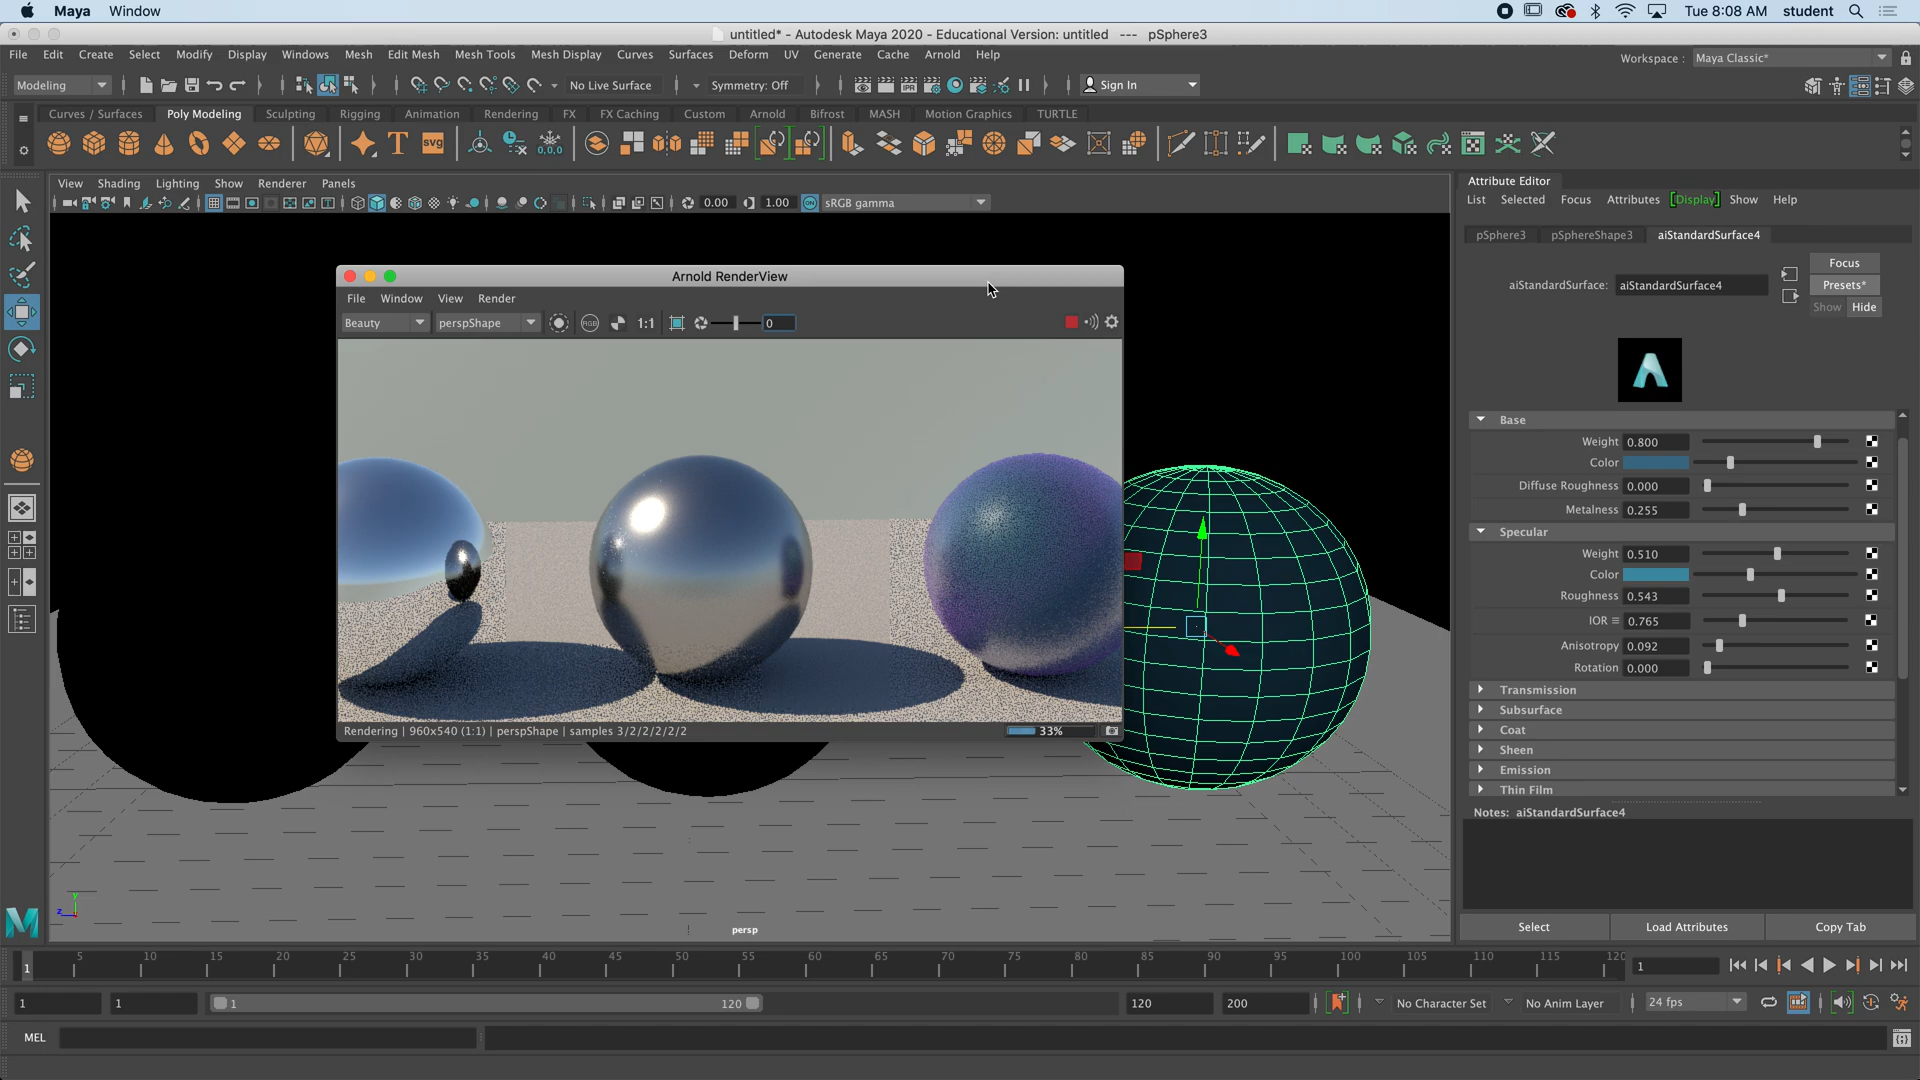 Maya Window Tue 8:08 AM student
untitled* - Autodesk Maya 2020 - Educational Version: untitled --- pSphere3
File Edit Create Select Modify Display Windows Mesh Edit Mesh Mesh Tools Mesh Display Curves Surfaces Deform UV Generate Cache Arnold Help
Workspace : Maya Classic*
Modeling No Live Surface Symmetry: Off IPR Sign In
Curves / Surfaces Poly Modeling Sculpting Rigging Animation Rendering FX FX Caching Custom Arnold Bifrost MASH Motion Graphics TURTLE
T SVG 0,0,0
View Shading Lighting Show Renderer Panels
0.00 1.00 ON sRGB gamma
Attribute Editor
List Selected Focus Attributes [Display] Show Help
pSphere3 pSphereShape3 aiStandardSurface4
Focus
aiStandardSurface: aiStandardSurface4 Presets*
Show Hide
Arnold RenderView
File Window View Render
Beauty perspShape RGB 1:1 0
Rendering | 960x540 (1:1) | perspShape | samples 3/2/2/2/2/2 33%
Base
Weight 0.800
Color
Diffuse Roughness 0.000
Metalness 0.255
Specular
Weight 0.510
Color
Roughness 0.543
IOR 0.765
Anisotropy 0.092
Rotation 0.000
Transmission
Subsurface
Coat
Sheen
Emission
Thin Film
Notes: aiStandardSurface4
Select Load Attributes Copy Tab
y
z
persp
M
1 5 10 15 20 25 30 35 40 45 50 55 60 65 70 75 80 85 90 95 100 105 110 115 120 1
1 1 1 120 120 200 No Character Set No Anim Layer 24 fps
MEL